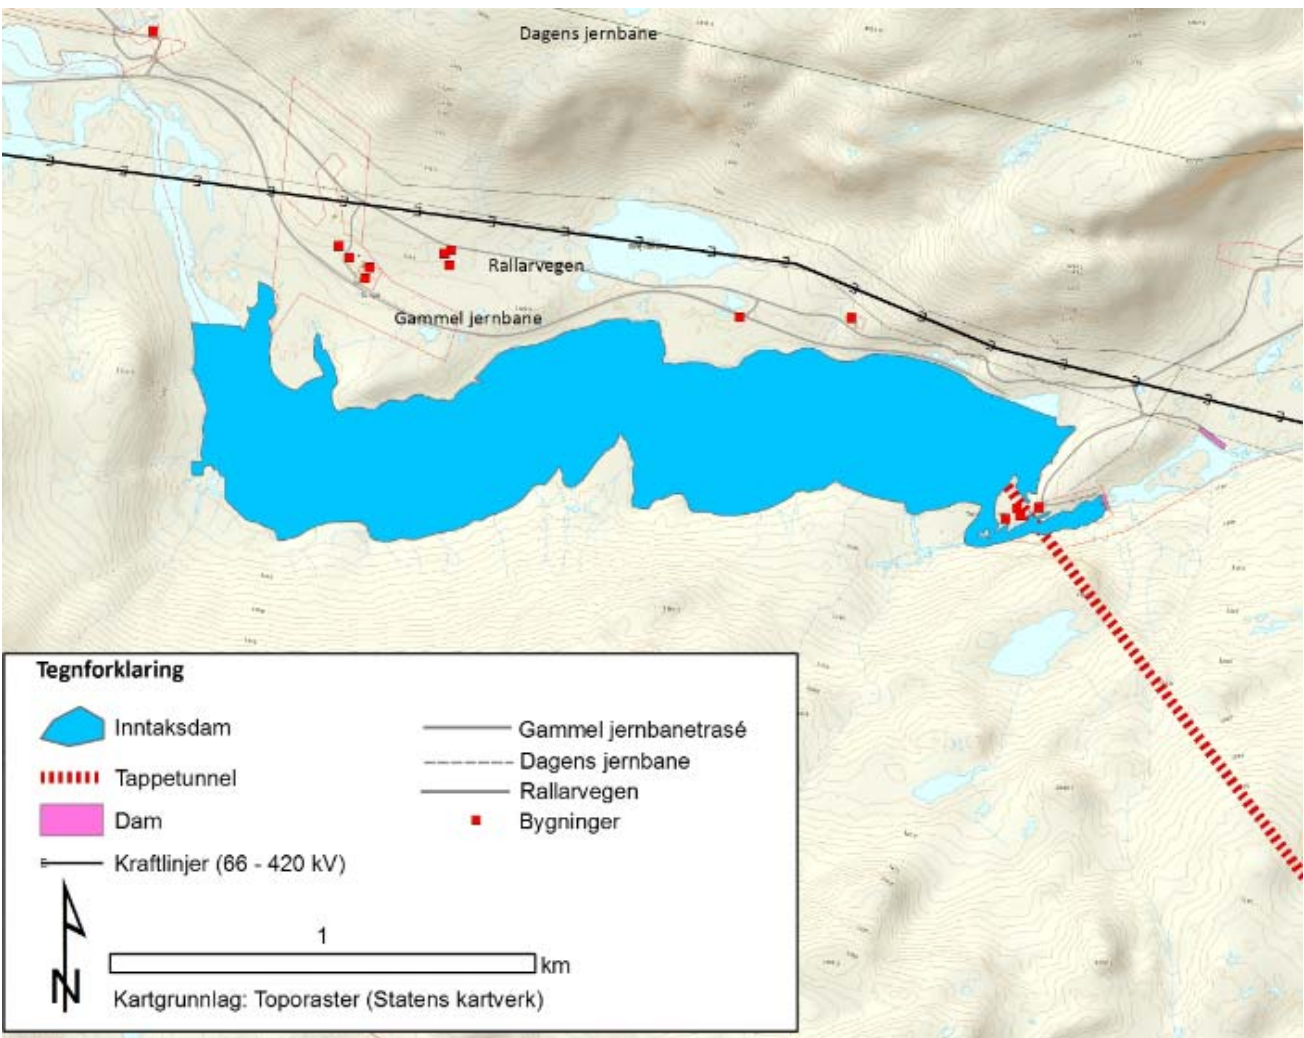 Dagens jernbane
Rallarvegen
Gammel jernbane
Tegnforklaring
Inntaksdam
Tappetunnel
Dam
Kraftlinjer (66 - 420 kV)
Gammel jernbanetrasé
Dagens jernbane
Rallarvegen
Bygninger
N
1
km
Kartgrunnlag: Toporaster (Statens kartverk)